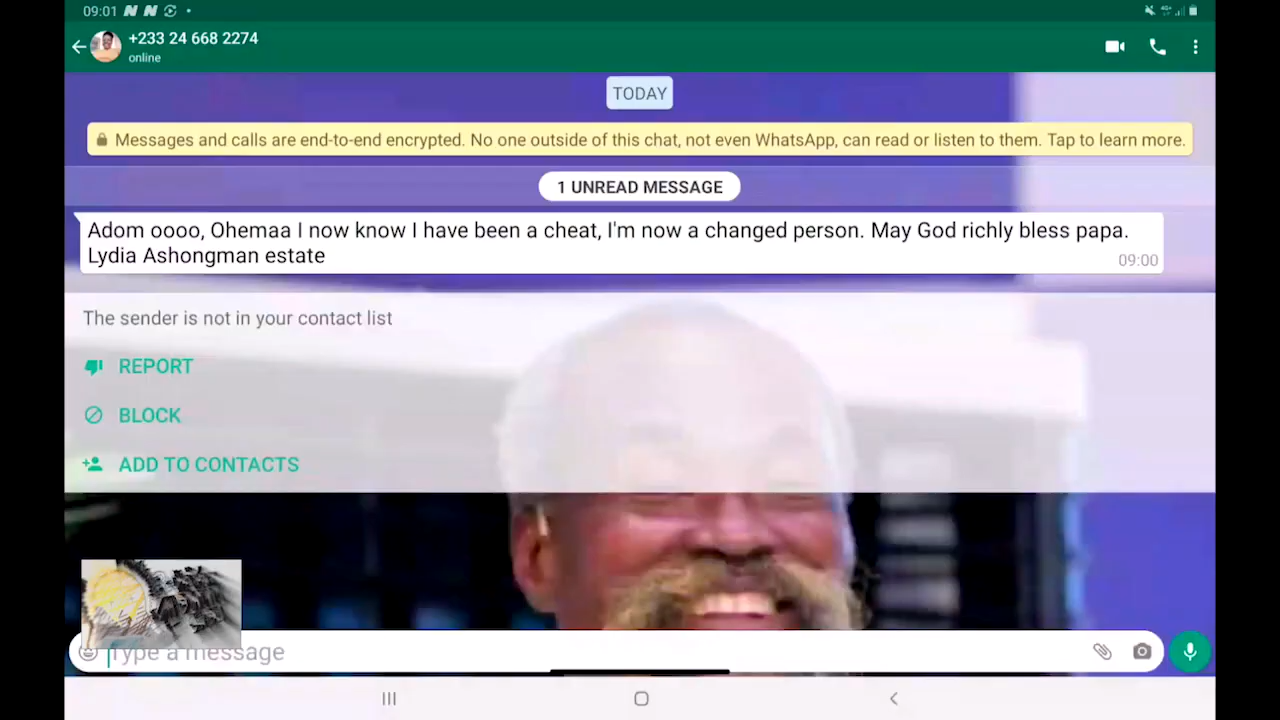 09:01
+233 24 668 2274
online
TODAY
Messages and calls are end-to-end encrypted. No one outside of this chat, not even WhatsApp, can read or listen to them. Tap to learn more.
1 UNREAD MESSAGE
Adom oooo, Ohemaa I now know I have been a cheat, I'm now a changed person. May God richly bless papa.
Lydia Ashongman estate
09:00
The sender is not in your contact list
REPORT
BLOCK
ADD TO CONTACTS
Type a message